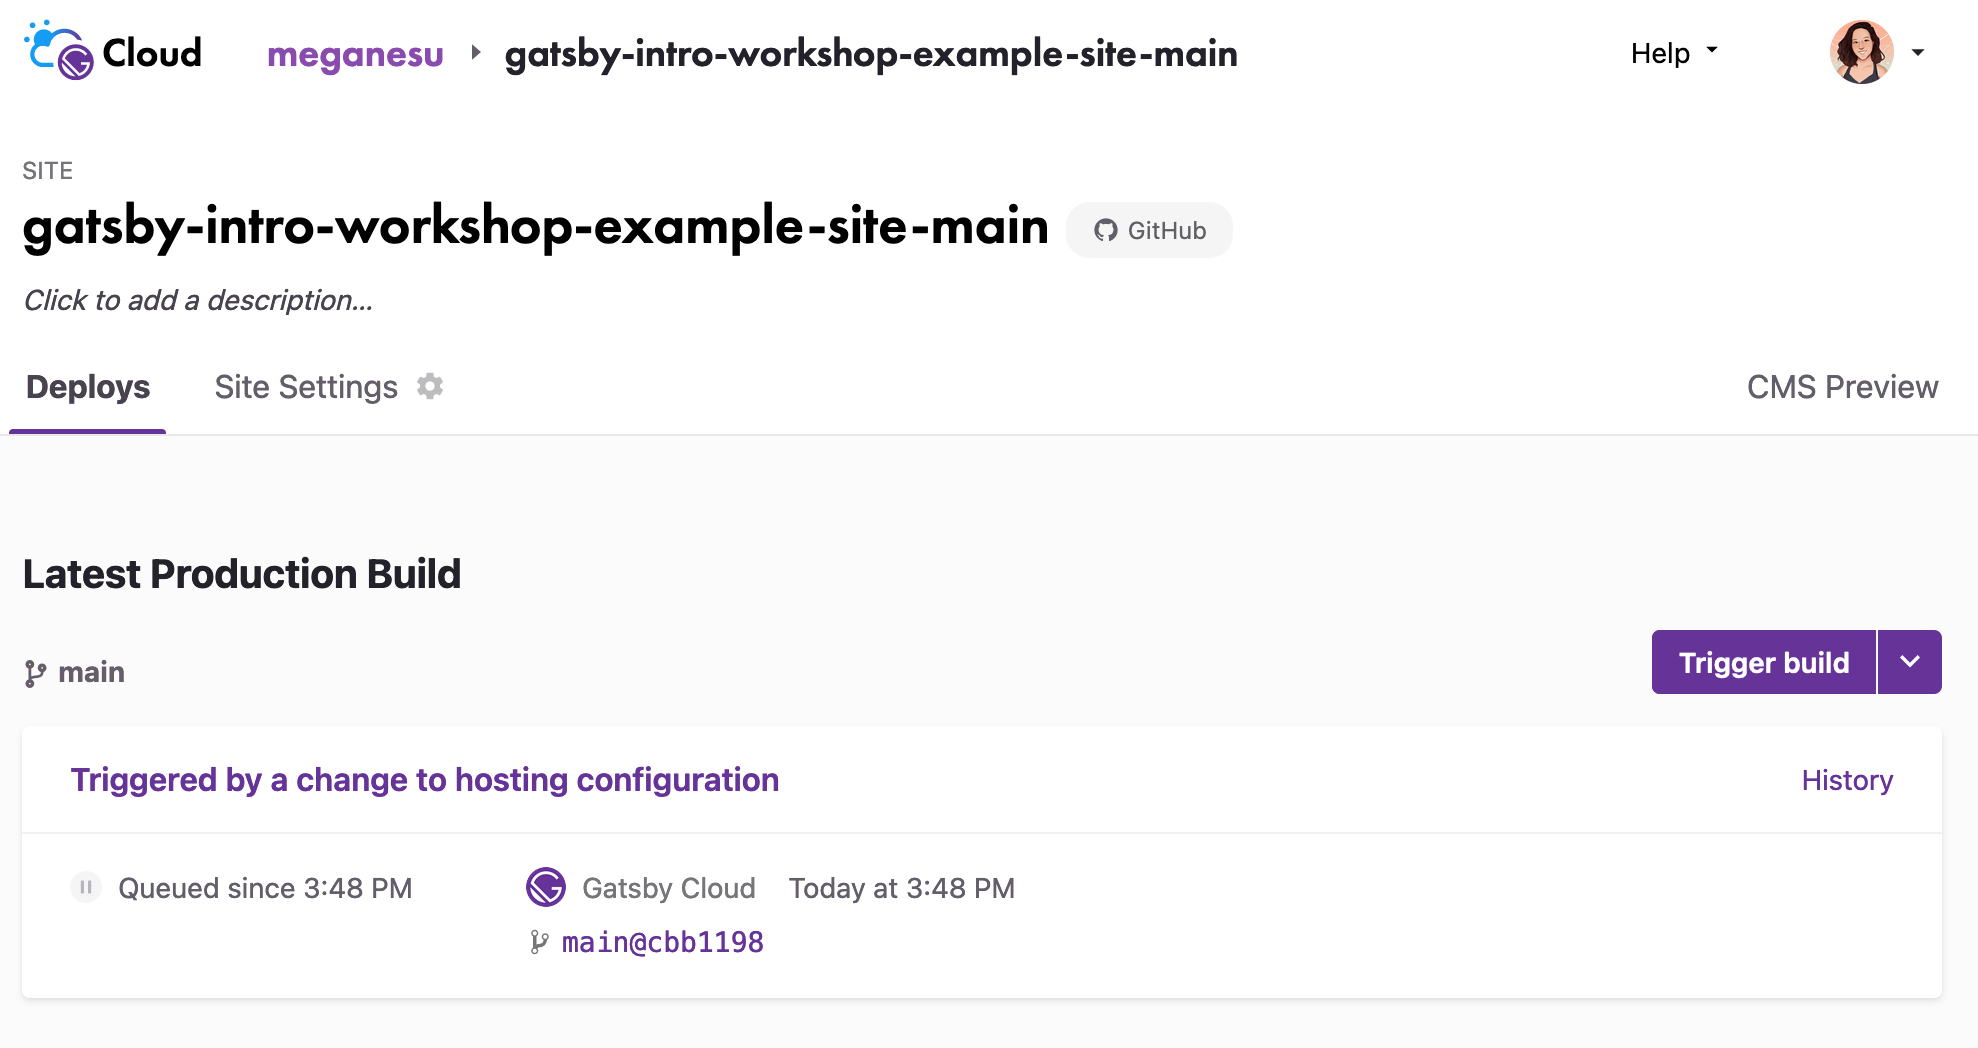 Cloud meganesu gatsby-intro-workshop-example-site-main Help
SITE
gatsby-intro-workshop-example-site-main GitHub
Click to add a description...
Deploys Site Settings CMS Preview
Latest Production Build
main Trigger build
Triggered by a change to hosting configuration History
Queued since 3:48 PM Gatsby Cloud Today at 3:48 PM
main@cbb1198